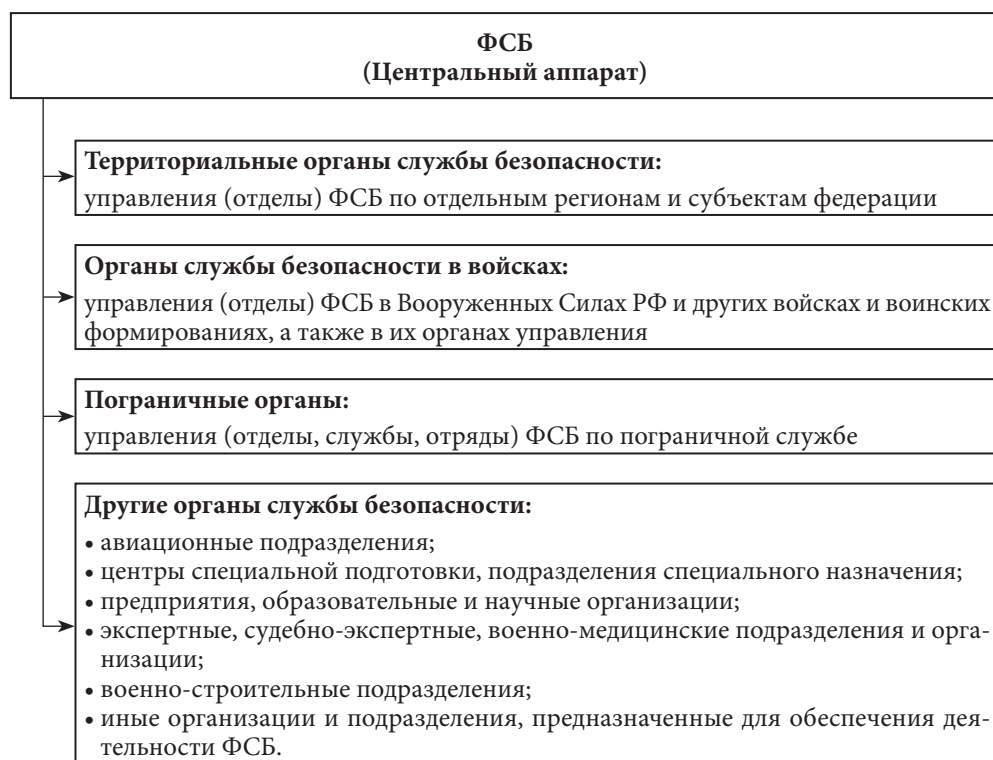 ФСБ
(Центральный аппарат)
Территориальные органы службы безопасности:
управления (отделы) ФСБ по отдельным регионам и субъектам федерации
Органы службы безопасности в войсках:
управления (отделы) ФСБ в Вооруженных Силах РФ и других войсках и воинских
формированиях, а также в их органах управления
Пограничные органы:
управления (отделы, службы, отряды) ФСБ по пограничной службе
Другие органы службы безопасности:
• авиационные подразделения;
• центры специальной подготовки, подразделения специального назначения;
• предприятия, образовательные и научные организации;
• экспертные, судебно-экспертные, военно-медицинские подразделения и орга-
низации;
• военно-строительные подразделения;
• иные организации и подразделения, предназначенные для обеспечения дея-
тельности ФСБ.